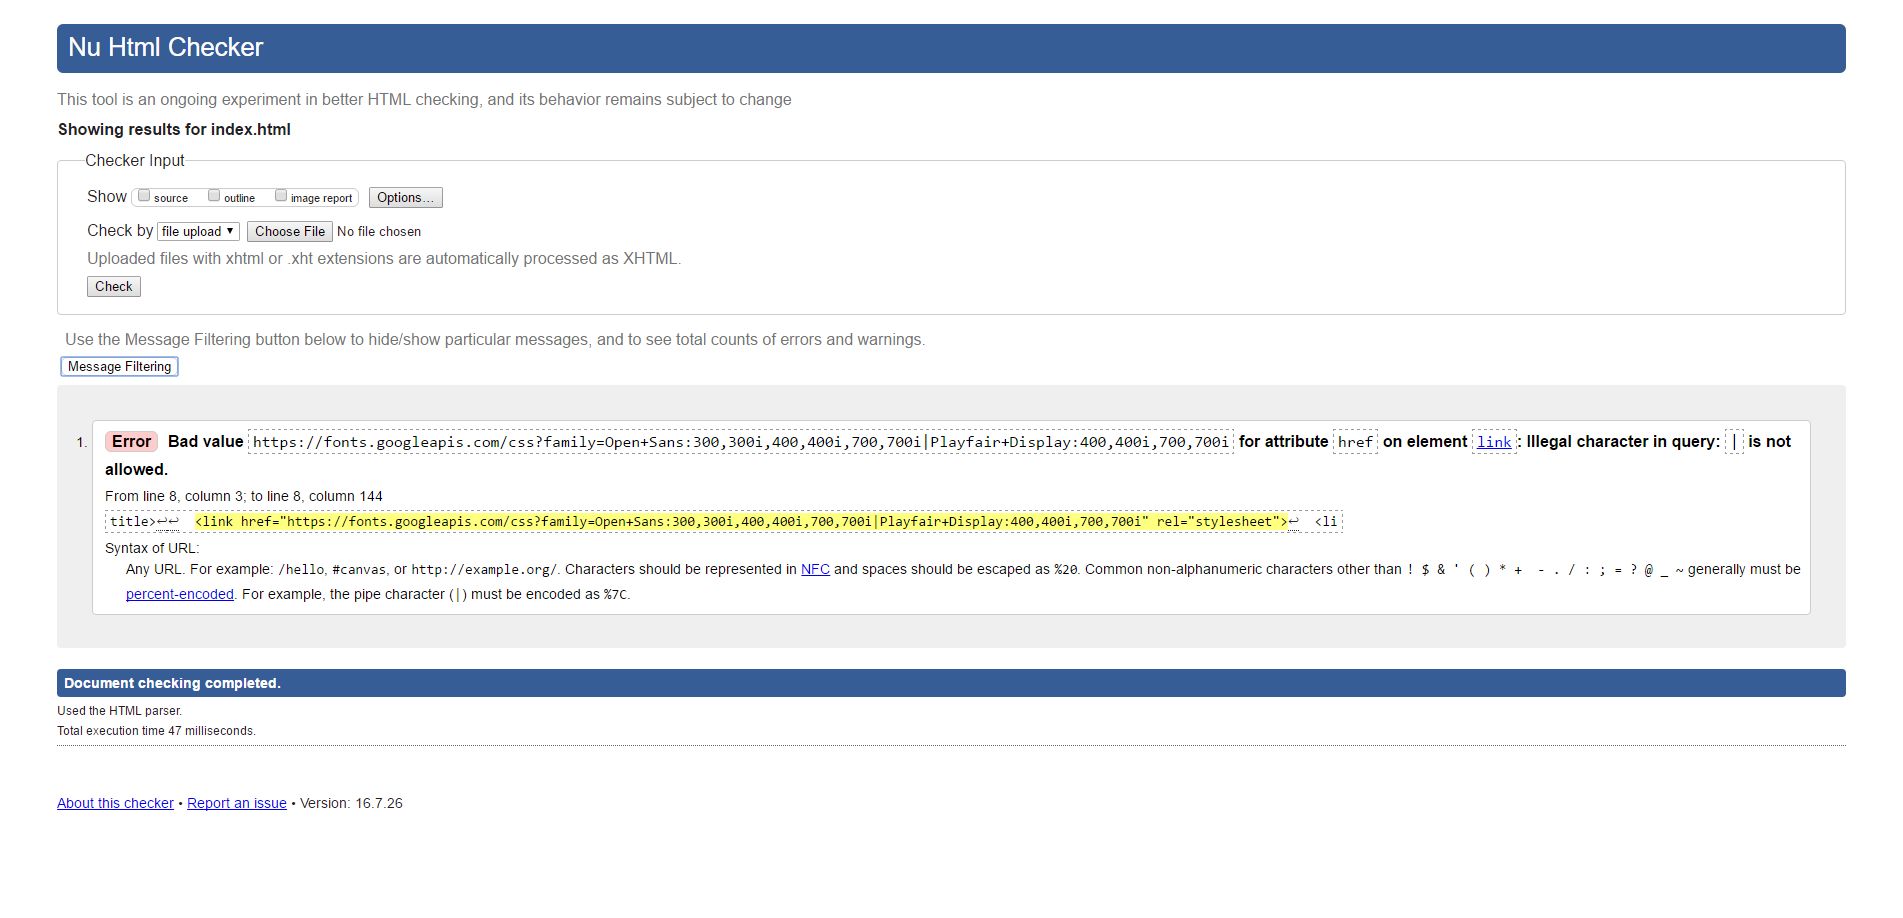 Nu Html Checker
This tool is an ongoing experiment in better HTML checking, and its behavior remains subject to change
Showing results for index.html
Checker Input
Show source outline image report Options...
Check by file upload ▼ Choose File No file chosen
Uploaded files with xhtml or .xht extensions are automatically processed as XHTML.
Check
Use the Message Filtering button below to hide/show particular messages, and to see total counts of errors and warnings.
Message Filtering
1. Error Bad value https://fonts.googleapis.com/css?family=Open+Sans:300,300i,400,400i,700,700i|Playfair+Display:400,400i,700,700i for attribute href on element link: Illegal character in query: | is not
allowed.
From line 8, column 3; to line 8, column 144
title>↩↩  <link href="https://fonts.googleapis.com/css?family=Open+Sans:300,300i,400,400i,700,700i|Playfair+Display:400,400i,700,700i" rel="stylesheet">↩  <li
Syntax of URL:
Any URL. For example: /hello, #canvas, or http://example.org/. Characters should be represented in NFC and spaces should be escaped as %20. Common non-alphanumeric characters other than ! $ & ' ( ) * +  - . / : ; = ? @ _ ~ generally must be
percent-encoded. For example, the pipe character (|) must be encoded as %7C.
Document checking completed.
Used the HTML parser.
Total execution time 47 milliseconds.
About this checker • Report an issue • Version: 16.7.26